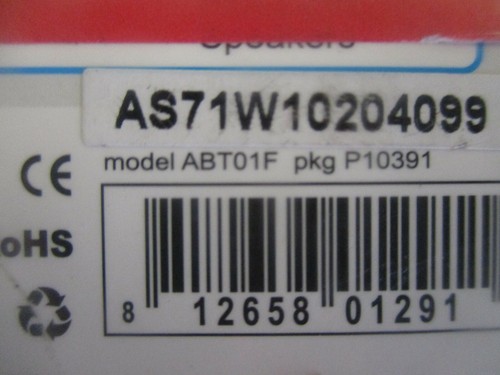 Speakers
AS71W10204099
model ABT01F pkg P10391
CE
oHS
8 12658 01291